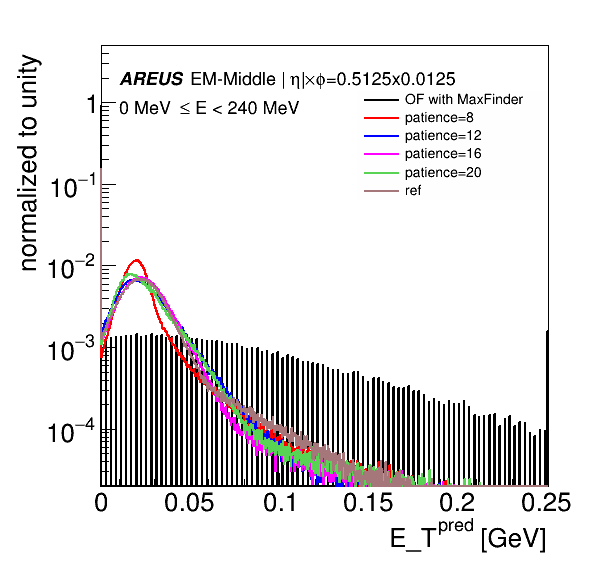 normalized to unity
AREUS EM-Middle | η|×ϕ=0.5125x0.0125
0 MeV ≤ E < 240 MeV
OF with MaxFinder
patience=8
patience=12
patience=16
patience=20
ref
1
10⁻¹
10⁻²
10⁻³
10⁻⁴
0 0.05 0.1 0.15 0.2 0.25
E_T^pred [GeV]